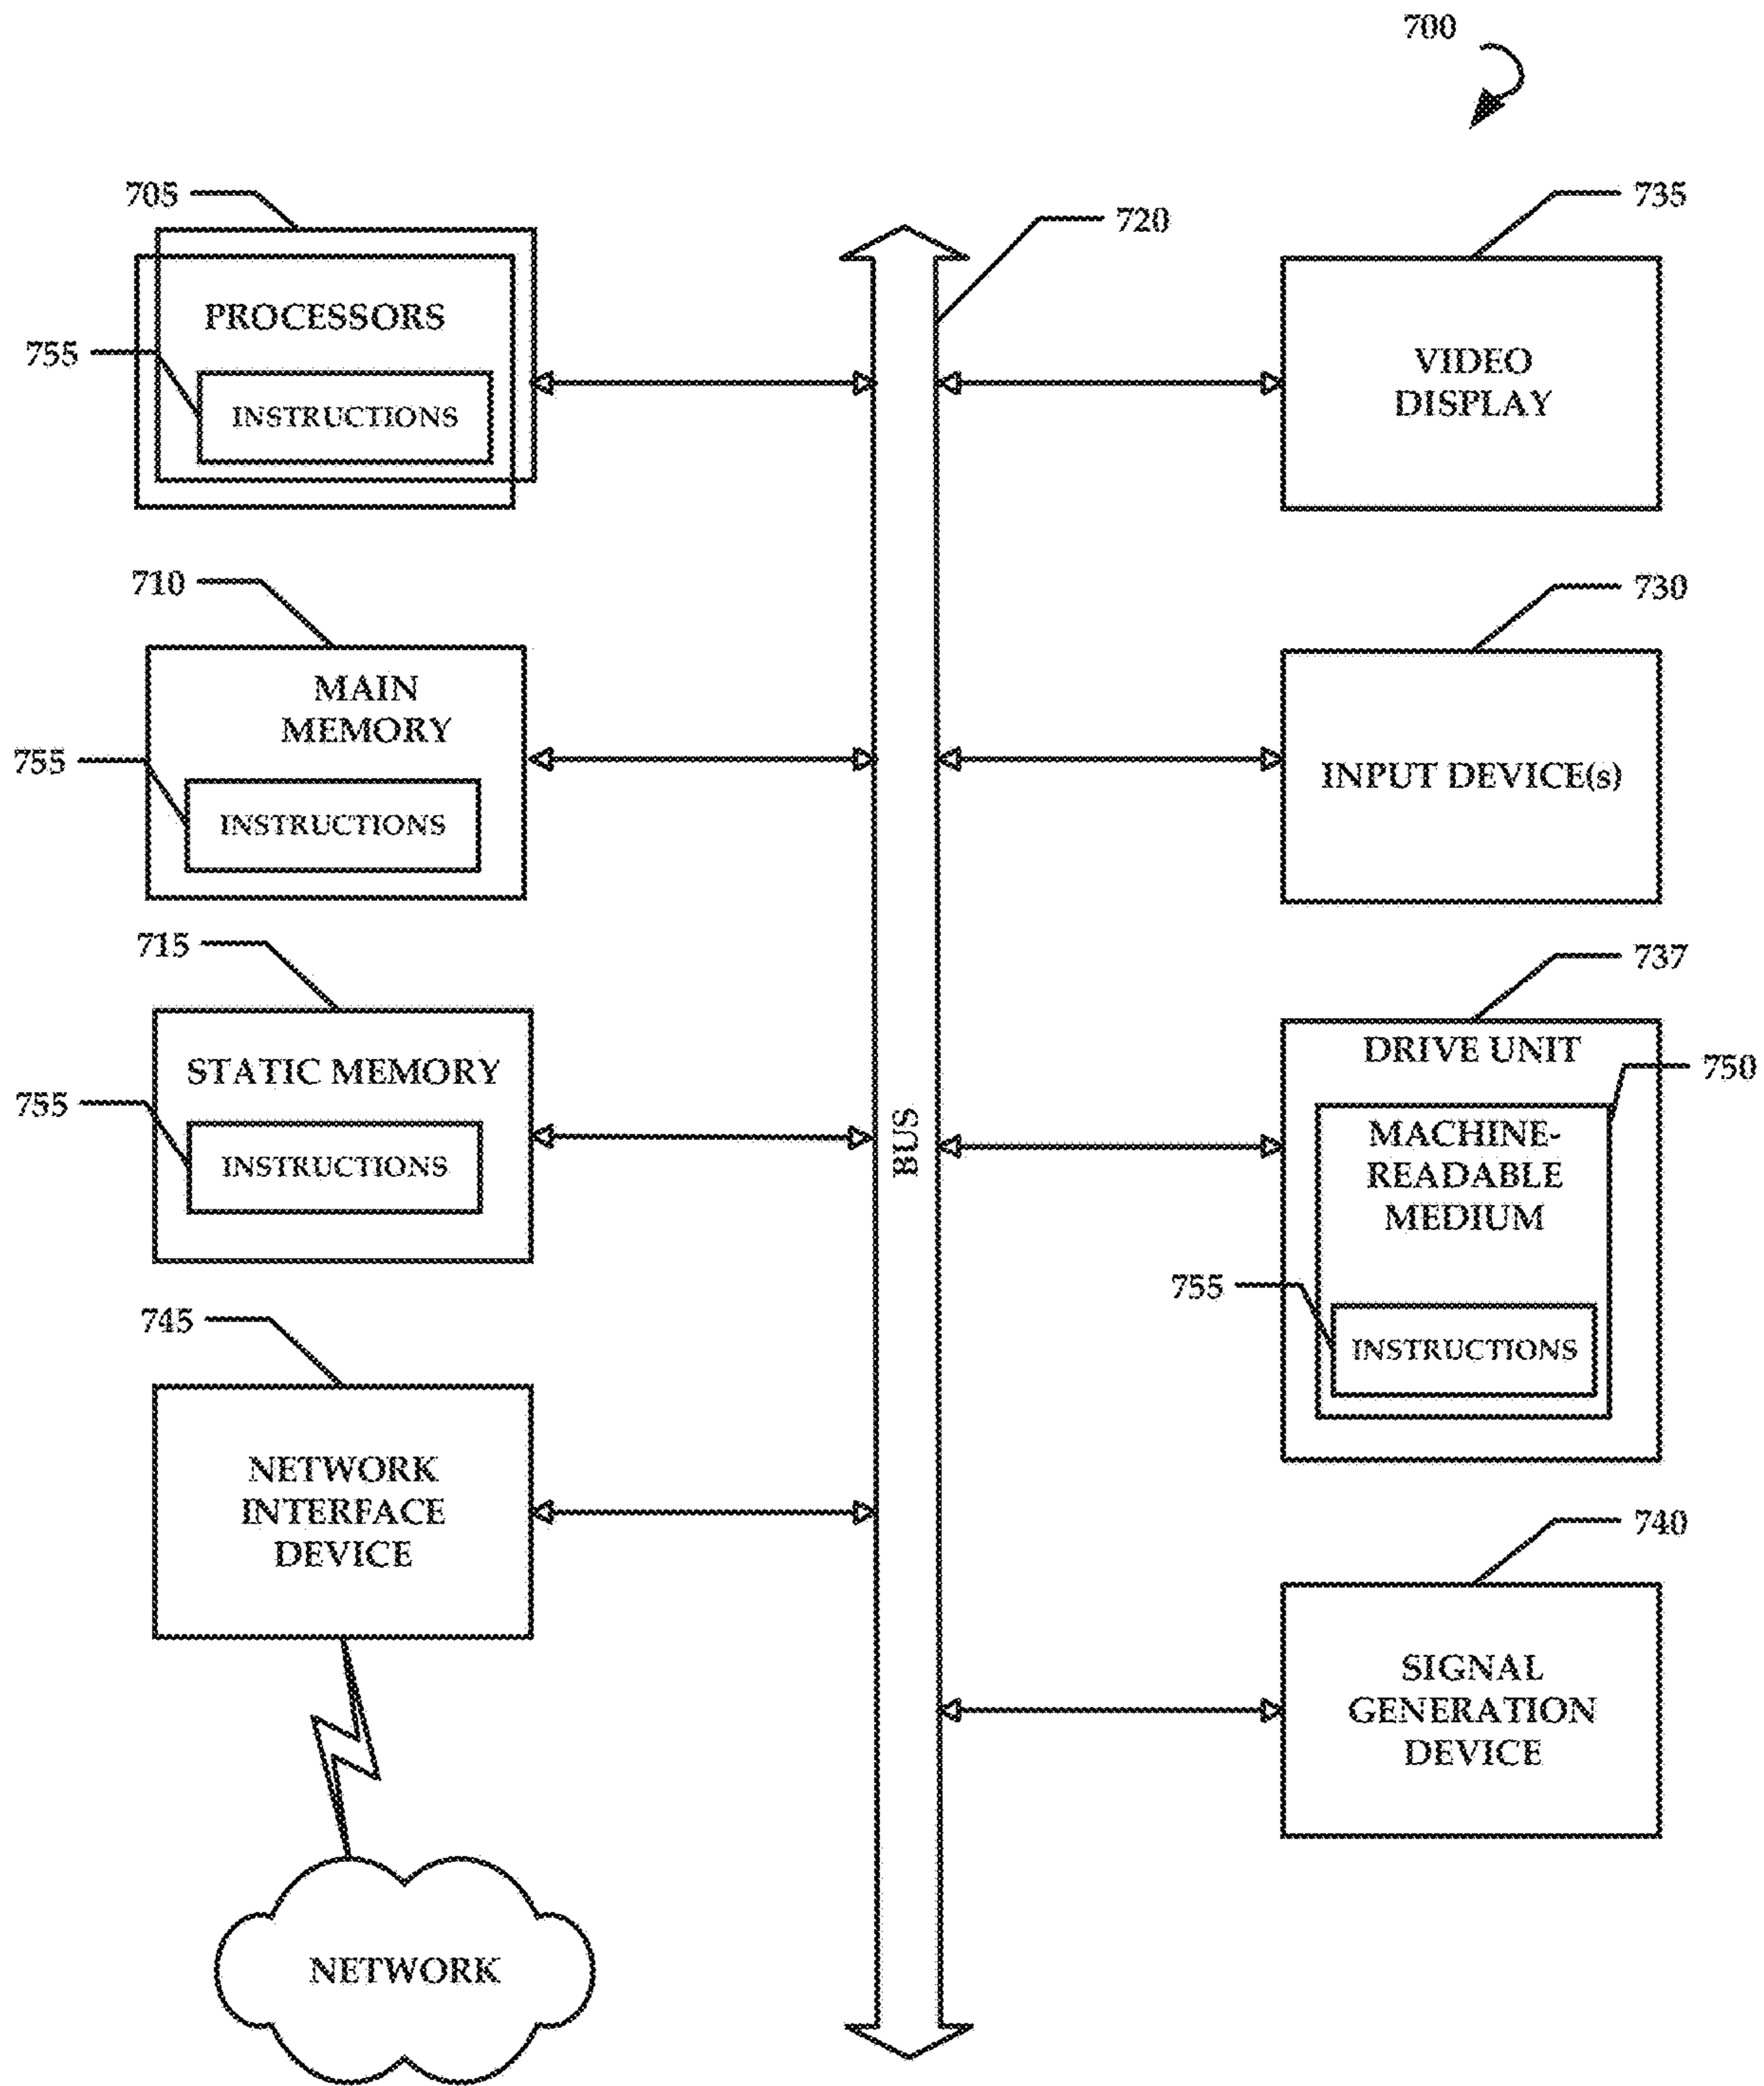 700
705
PROCESSORS
755
INSTRUCTIONS
710
MAIN
MEMORY
755
INSTRUCTIONS
715
STATIC MEMORY
755
INSTRUCTIONS
745
NETWORK
INTERFACE
DEVICE
NETWORK
720
BUS
735
VIDEO
DISPLAY
730
INPUT DEVICE(s)
737
DRIVE UNIT
750
MACHINE-
READABLE
MEDIUM
755
INSTRUCTIONS
740
SIGNAL
GENERATION
DEVICE